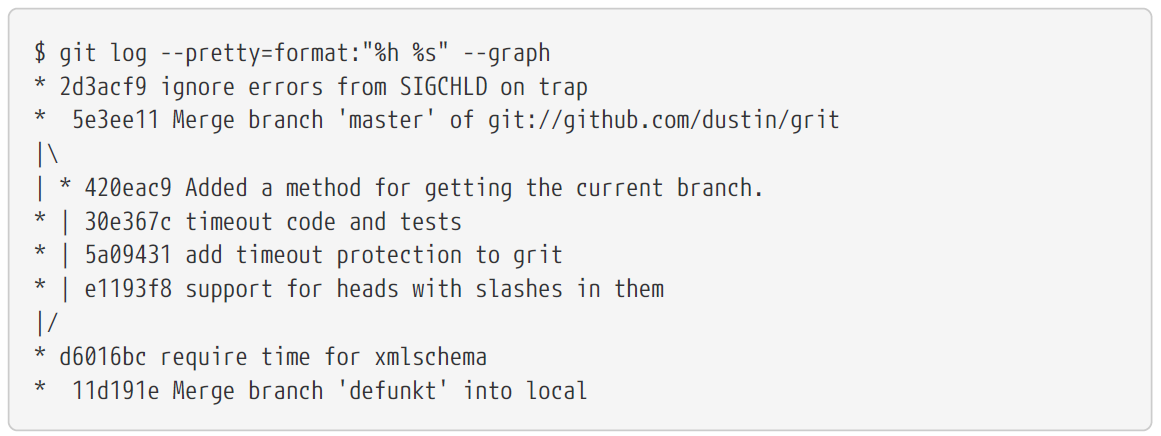 $ git log --pretty=format:"%h %s" --graph
* 2d3acf9 ignore errors from SIGCHLD on trap
*  5e3ee11 Merge branch 'master' of git://github.com/dustin/grit
|\
| * 420eac9 Added a method for getting the current branch.
* | 30e367c timeout code and tests
* | 5a09431 add timeout protection to grit
* | e1193f8 support for heads with slashes in them
|/
* d6016bc require time for xmlschema
*  11d191e Merge branch 'defunkt' into local